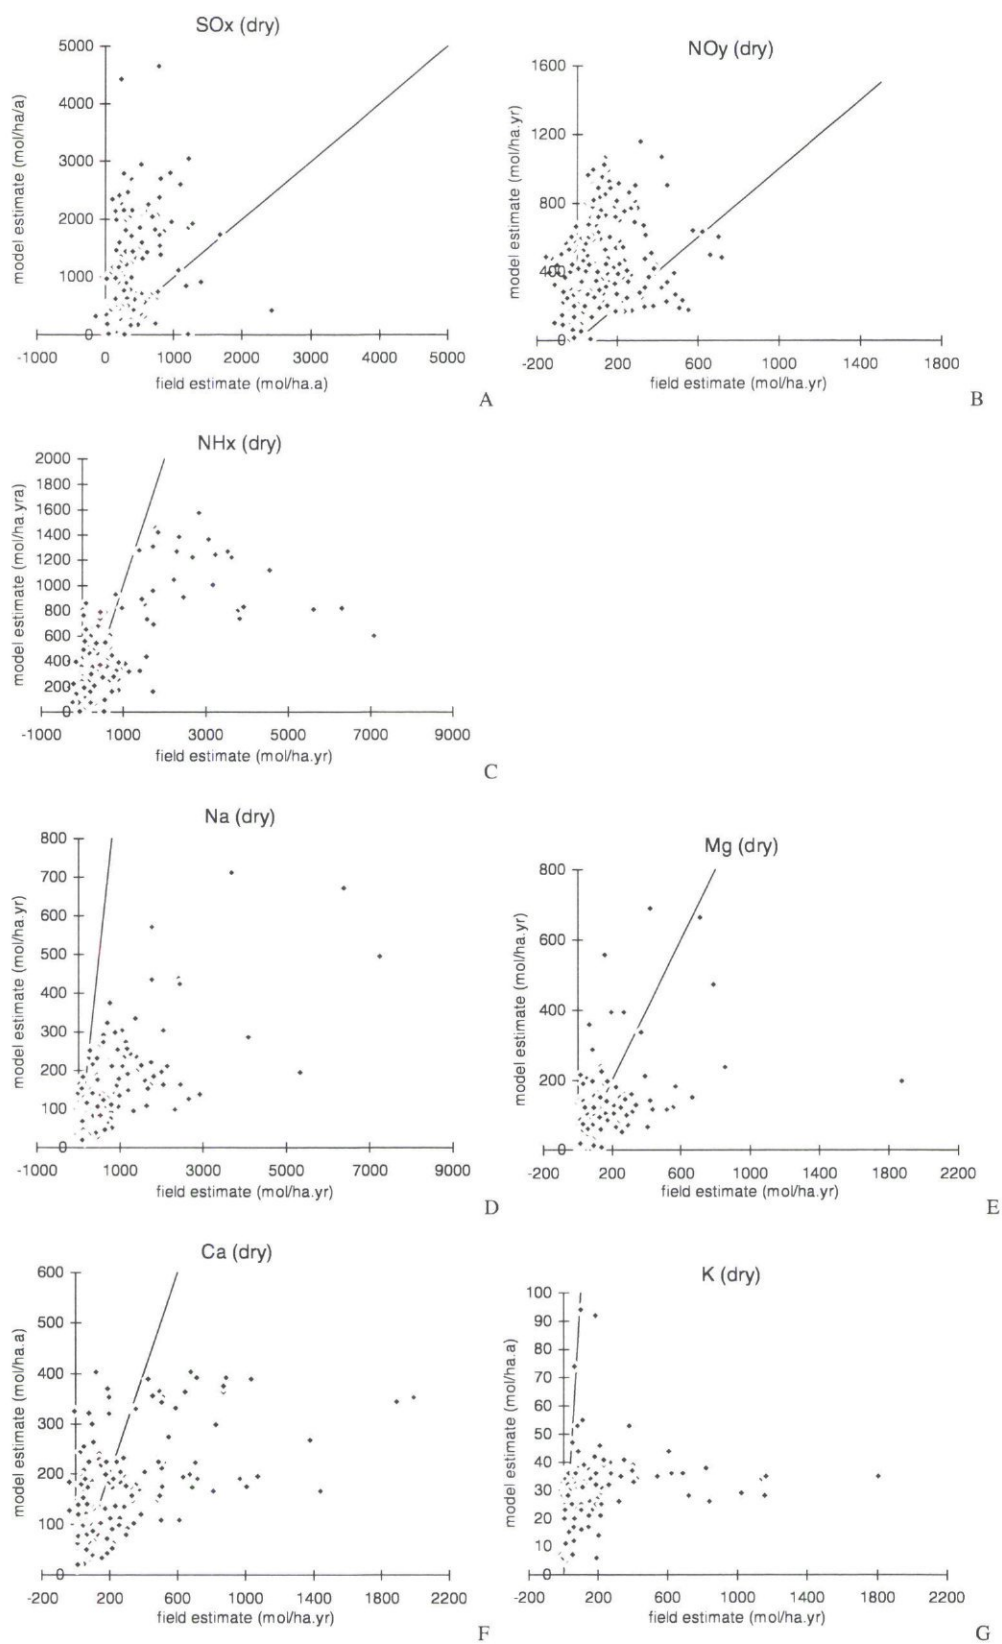 SOx (dry)
5000
4000
3000
2000
1000
0
-1000 0 1000 2000 3000 4000 5000
model estimate (mol/ha/a)
field estimate (mol/ha.a)
A
NOy (dry)
1600
1200
800
400
0
-200 200 600 1000 1400 1800
model estimate (mol/ha.yr)
field estimate (mol/ha.yr)
B
NHx (dry)
2000
1800
1600
1400
1200
1000
800
600
400
200
0
-1000 1000 3000 5000 7000 9000
model estimate (mol/ha.yra)
field estimate (mol/ha.yr)
C
Na (dry)
800
700
600
500
400
300
200
100
0
-1000 1000 3000 5000 7000 9000
model estimate (mol/ha.yr)
field estimate (mol/ha.yr)
D
Mg (dry)
800
600
400
200
0
-200 200 600 1000 1400 1800 2200
model estimate (mol/ha.yr)
field estimate (mol/ha.yr)
E
Ca (dry)
600
500
400
300
200
100
0
-200 200 600 1000 1400 1800 2200
model estimate (mol/ha.a)
field estimate (mol/ha.yr)
F
K (dry)
100
90
80
70
60
50
40
30
20
10
0
-200 200 600 1000 1400 1800 2200
model estimate (mol/ha.a)
field estimate (mol/ha.yr)
G